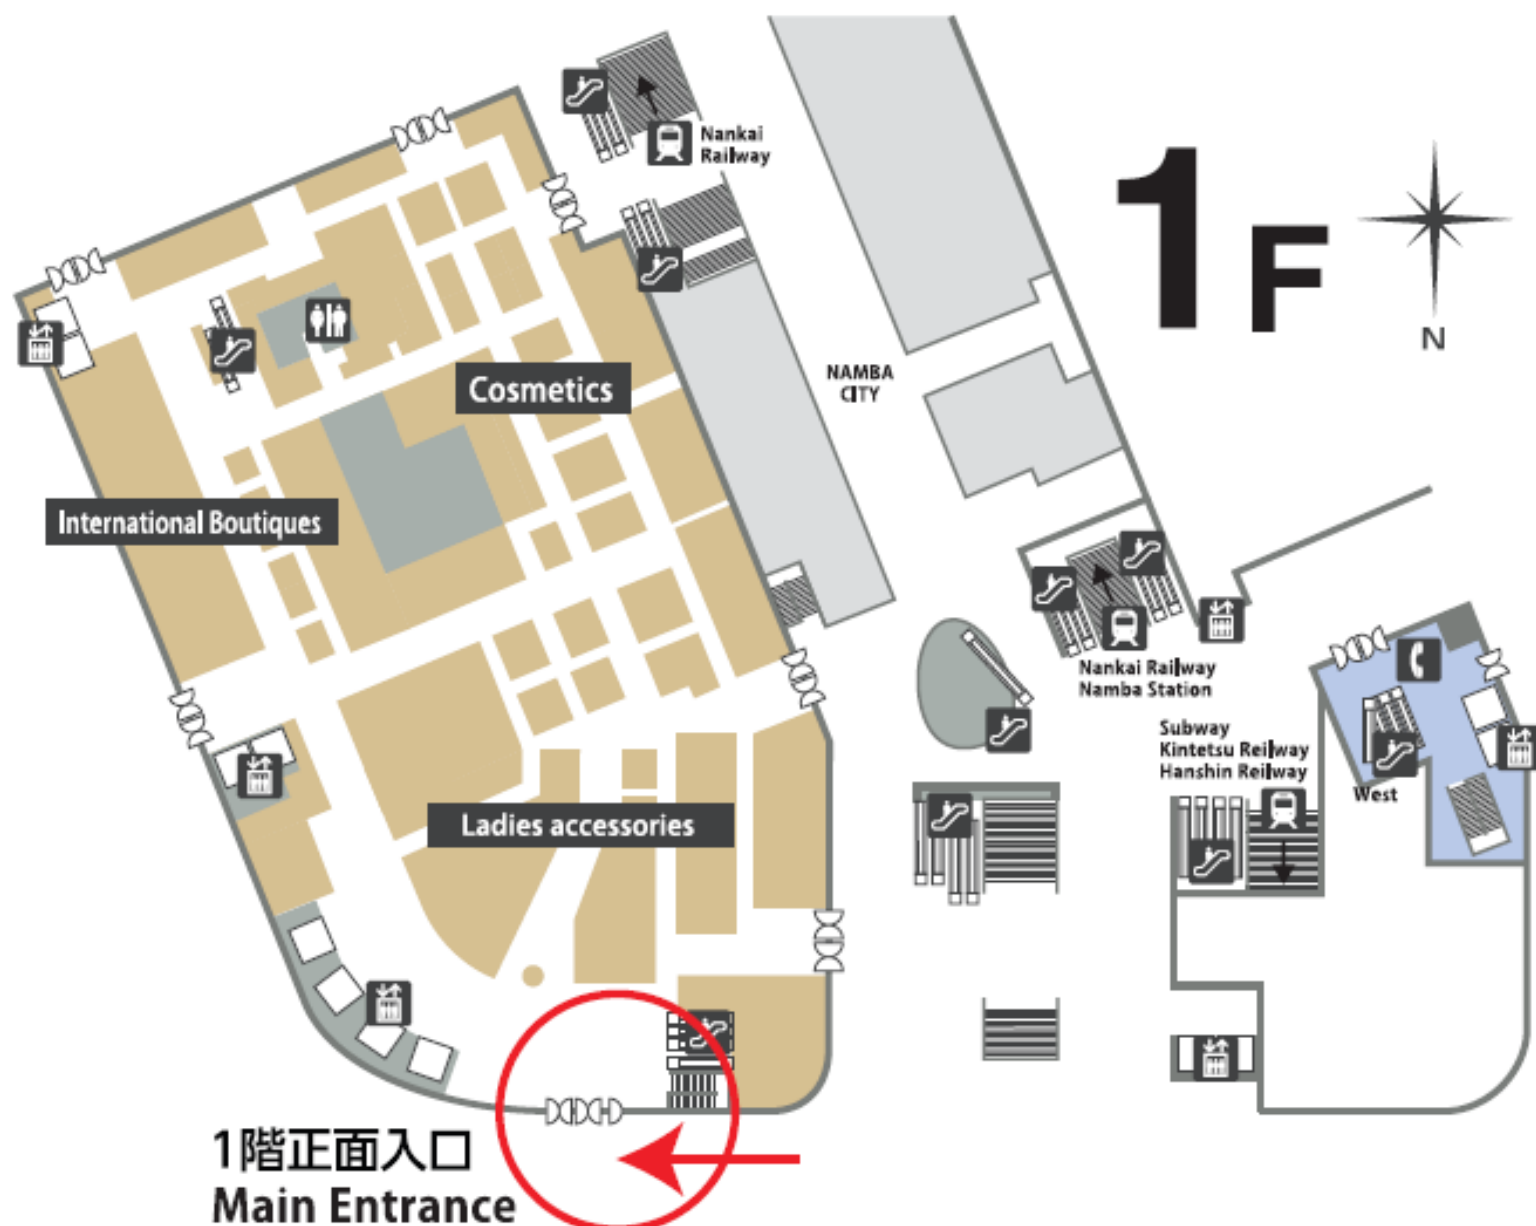 Nankai
Railway
1F
N
NAMBA
CITY
Cosmetics
International Boutiques
Nankai Railway
Namba Station
Subway
Kintetsu Reilway
Hanshin Reilway
West
Ladies accessories
1階正面入口
Main Entrance